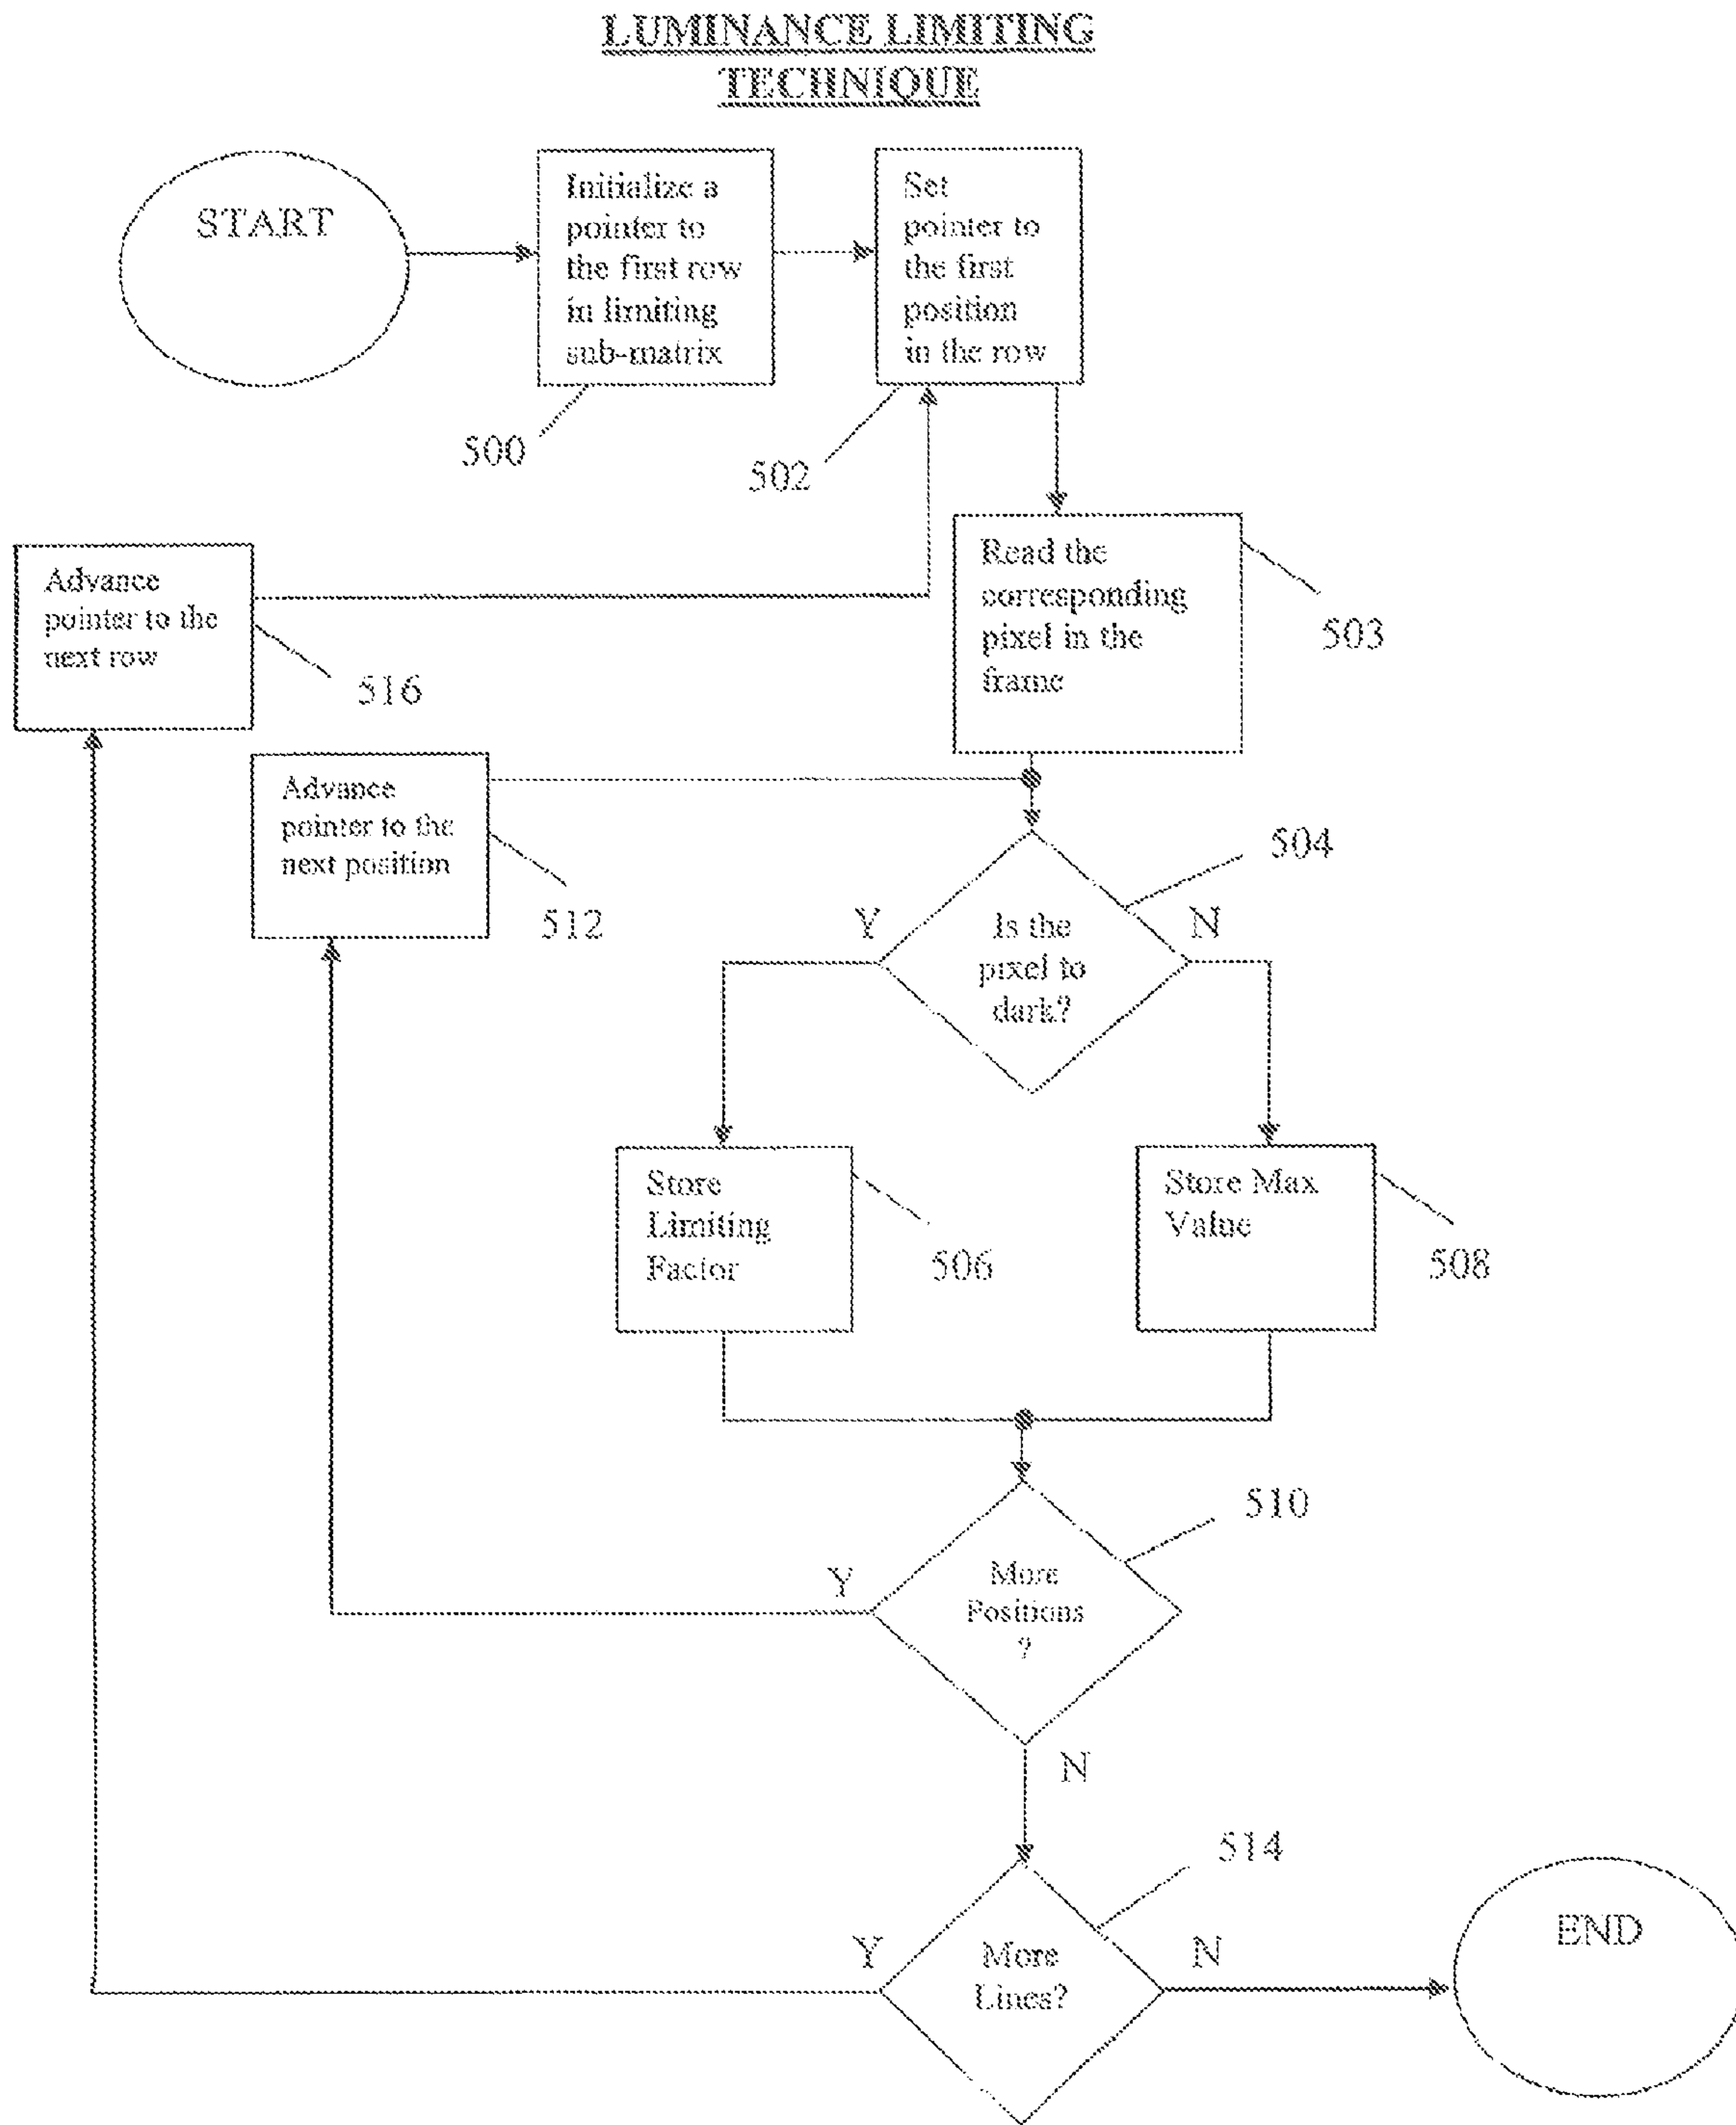 LUMINANCE LIMITING
TECHNIQUE
START
Initialize a
pointer to
the first row
in limiting
sub-matrix
Set
pointer to
the first
position
in the row
500
502
Advance
pointer to the
next row
516
Read the
corresponding
pixel in the
frame
503
Advance
pointer to the
next position
512
504
Y
N
Is the
pixel to
dark?
Store
Limiting
Factor
506
Store Max
Value
508
510
Y
More
Positions
?
N
514
Y
More
Lines?
N
END